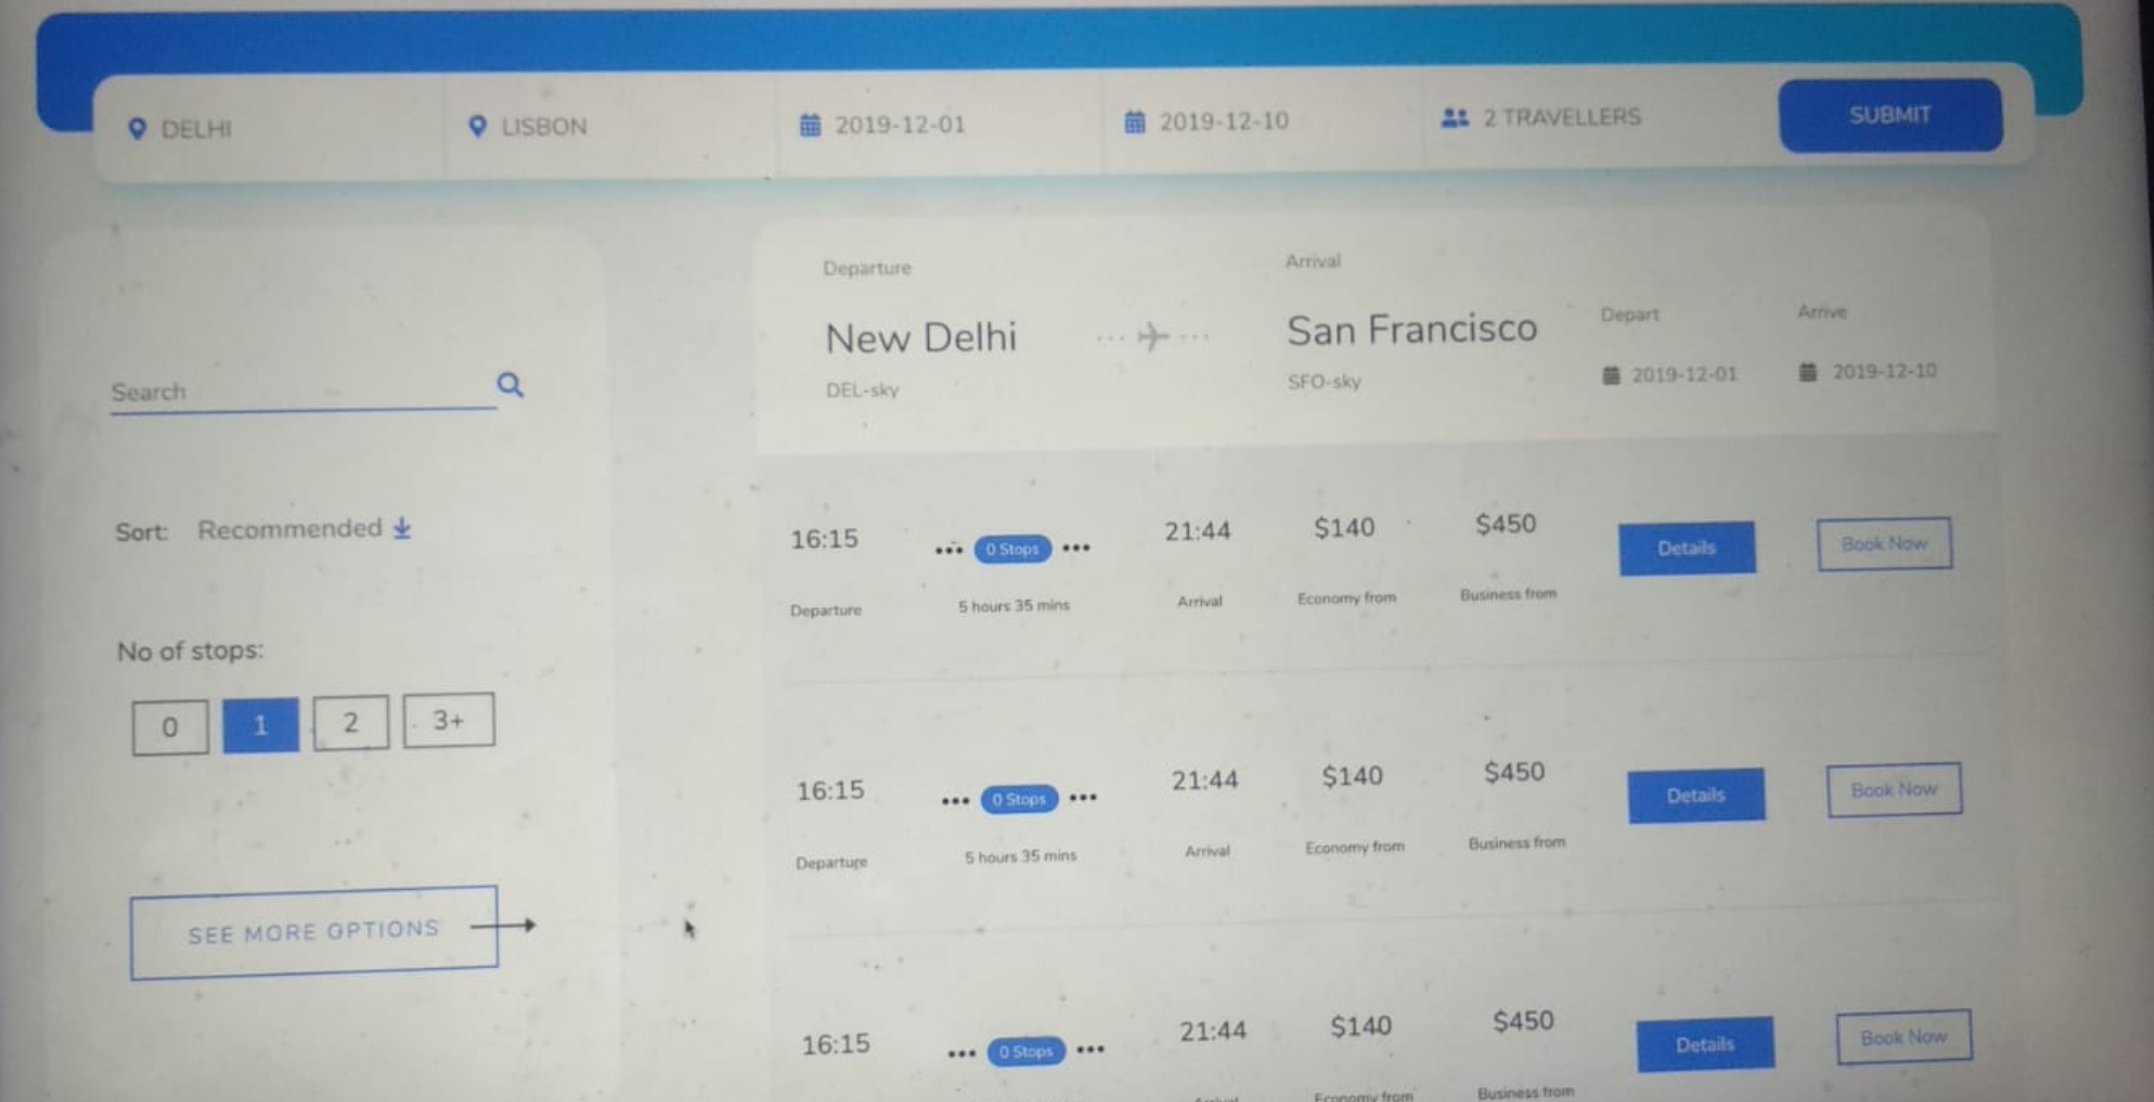 DELHI
LISBON
2019-12-01
2019-12-10
2 TRAVELLERS
SUBMIT
Search
Sort: Recommended
No of stops:
0 1 2 3+
SEE MORE OPTIONS
Departure
New Delhi
DEL-sky
Arrival
San Francisco
SFO-sky
Depart
2019-12-01
Arrive
2019-12-10
16:15 0 Stops 21:44 $140 $450 Details Book Now
Departure 5 hours 35 mins Arrival Economy from Business from
16:15 0 Stops 21:44 $140 $450 Details Book Now
Departure 5 hours 35 mins Arrival Economy from Business from
16:15 0 Stops 21:44 $140 $450 Details Book Now
Arrival Economy from Business from